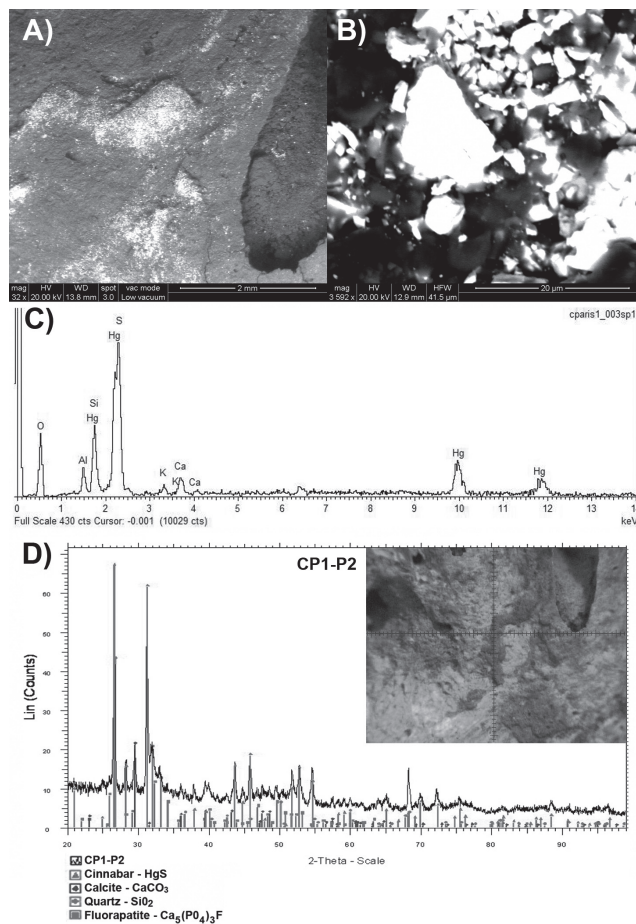 A)
B)
mag HV WD spot vac mode
32 x 20.00 kV 13.8 mm 3.0 Low vacuum
2 mm
mag HV WD HFW
3 592 x 20.00 kV 12.9 mm 41.5 µm
20 µm
C)
cparis1_003sp1
S
Hg
Si
Hg
O
Al
K
K
Ca
Ca
Hg
Hg
0 1 2 3 4 5 6 7 8 9 10 11 12 13
Full Scale 430 cts Cursor: -0.001 (10029 cts)
keV
D)
CP1-P2
Lin (Counts)
60
50
40
30
20
10
0
20 30 40 50 60 70 80 90
2-Theta - Scale
CP1-P2
Cinnabar - HgS
Calcite - CaCO3
Quartz - Si02
Fluorapatite - Ca5(P04)3F